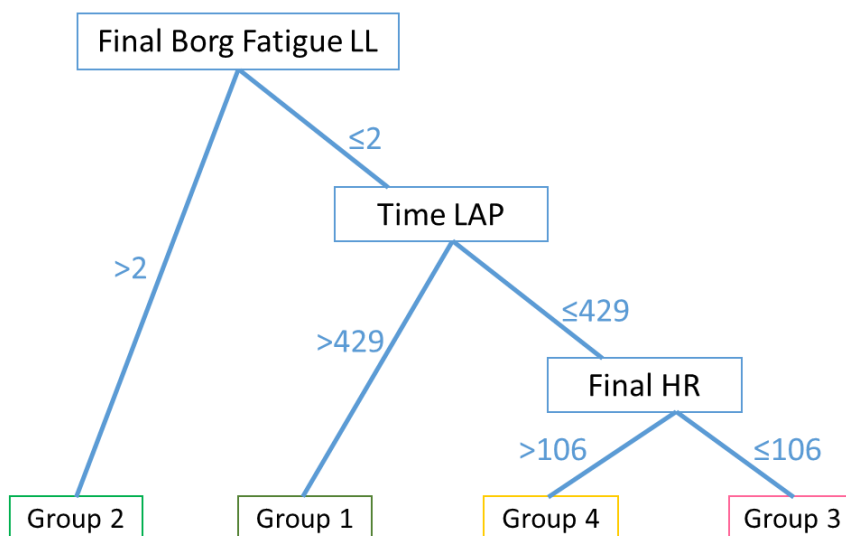 Final Borg Fatigue LL
≤2
Time LAP
>2
≤429
>429
Final HR
>106
≤106
Group 2
Group 1
Group 4
Group 3